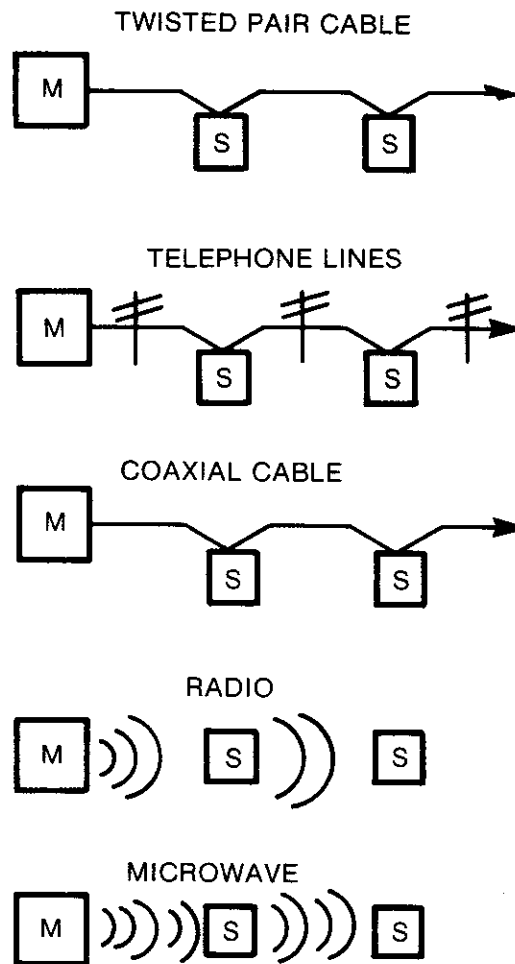 TWISTED PAIR CABLE
M
S S
TELEPHONE LINES
M
S S
COAXIAL CABLE
M
S S
RADIO
M S S
MICROWAVE
M S S